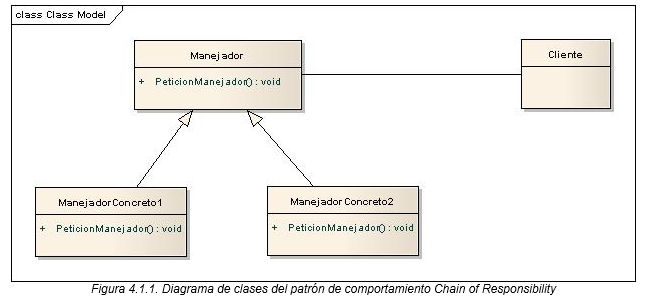 class Class Model
Manejador
+ PeticionManejador() : void
Cliente
ManejadorConcreto1
+ PeticionManejador() : void
ManejadorConcreto2
+ PeticionManejador() : void
Figura 4.1.1. Diagrama de clases del patrón de comportamiento Chain of Responsibility